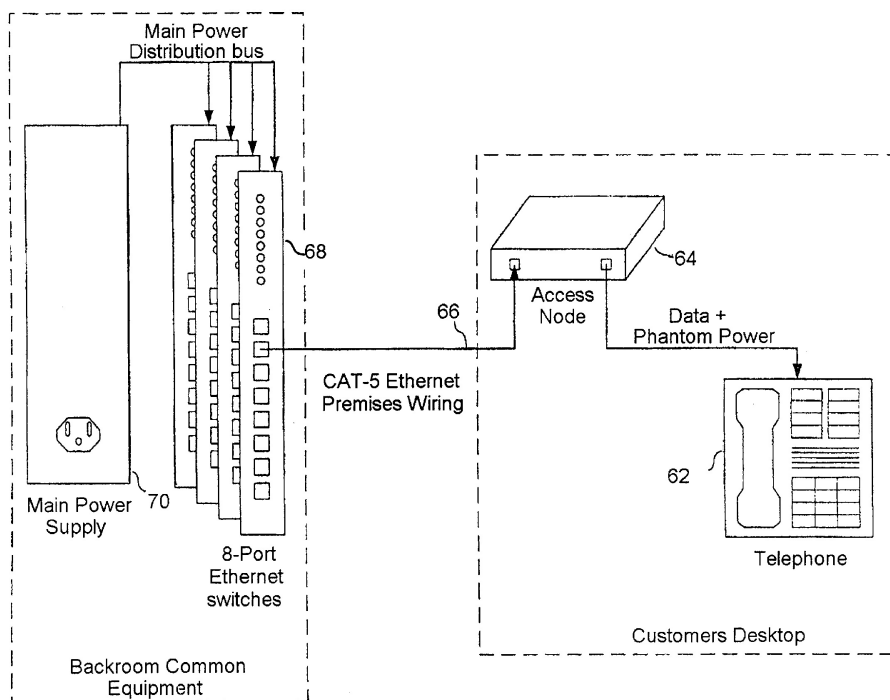 Main Power
Distribution bus
68
64
Access
Node
66
Data +
Phantom Power
CAT-5 Ethernet
Premises Wiring
62
70
Main Power
Supply
8-Port
Ethernet
switches
Telephone
Customers Desktop
Backroom Common
Equipment